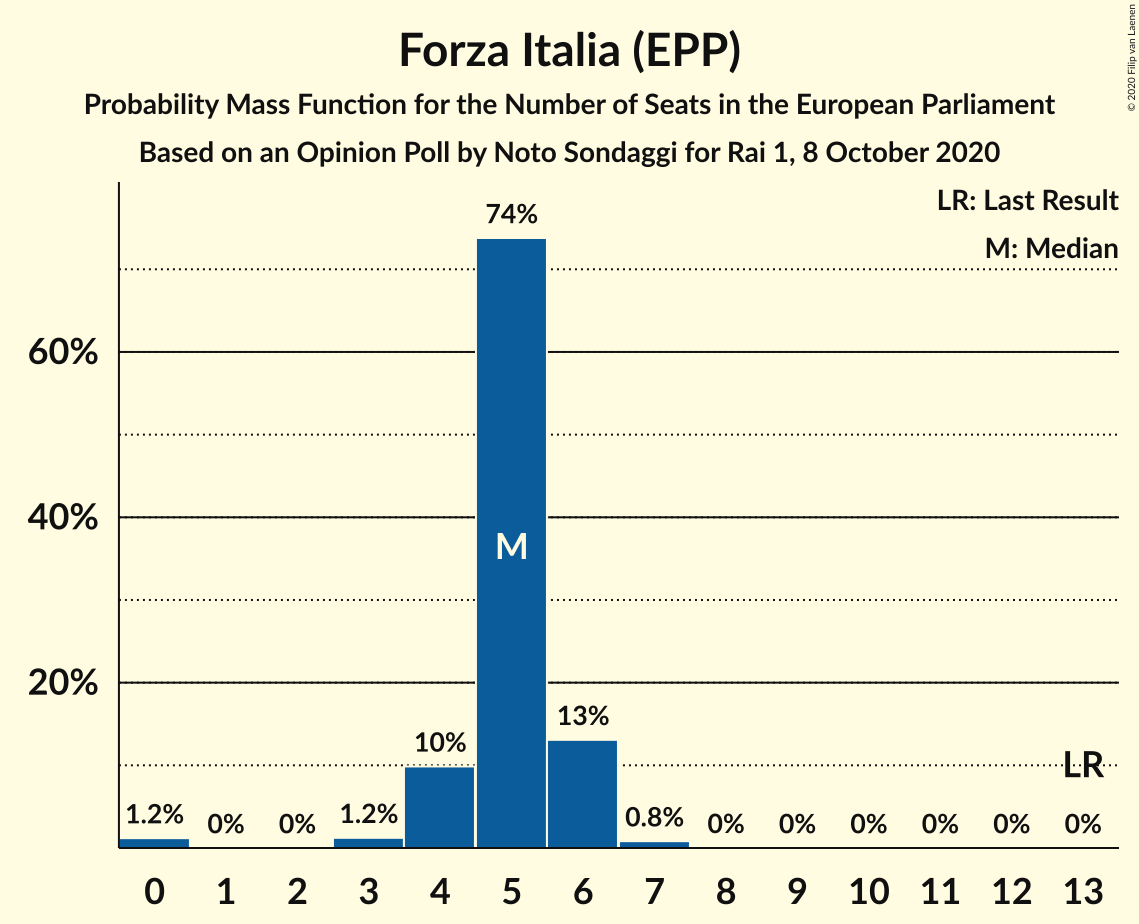 Forza Italia (EPP)
Probability Mass Function for the Number of Seats in the European Parliament
Based on an Opinion Poll by Noto Sondaggi for Rai 1, 8 October 2020
© 2020 Filip van Laenen
LR: Last Result
M: Median
60%
40%
20%
1.2%
0%
0%
1.2%
10%
74%
M
13%
0.8%
0%
0%
0%
0%
0%
0%
LR
0 1 2 3 4 5 6 7 8 9 10 11 12 13